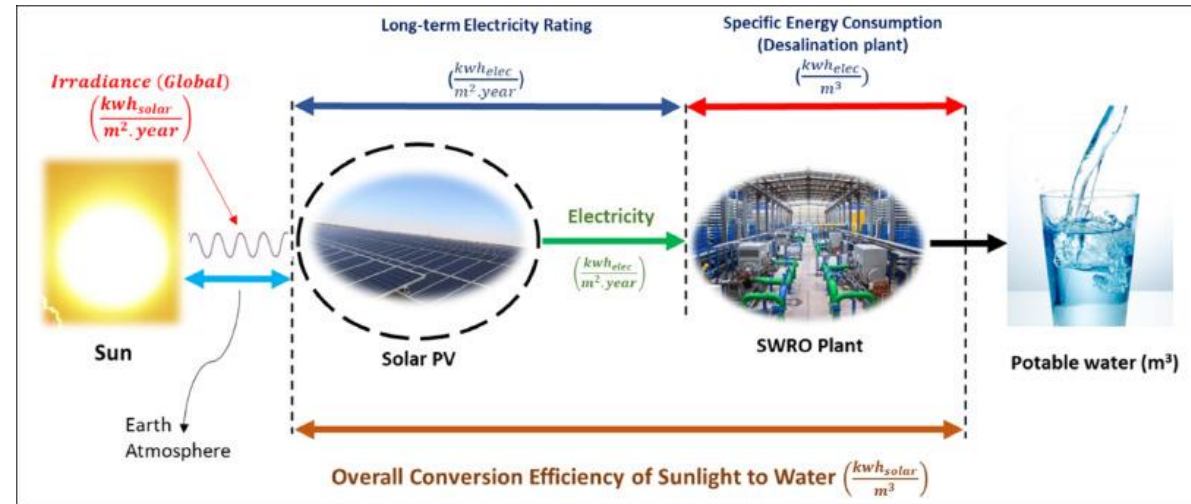 Long-term Electricity Rating
(kwh_elec/m².year)
Specific Energy Consumption
(Desalination plant)
(kwh_elec/m³)
Irradiance (Global)
(kwh_solar/m².year)
Electricity
(kwh_elec/m².year)
Sun
Solar PV
SWRO Plant
Potable water (m³)
Earth
Atmosphere
Overall Conversion Efficiency of Sunlight to Water (kwh_solar/m³)